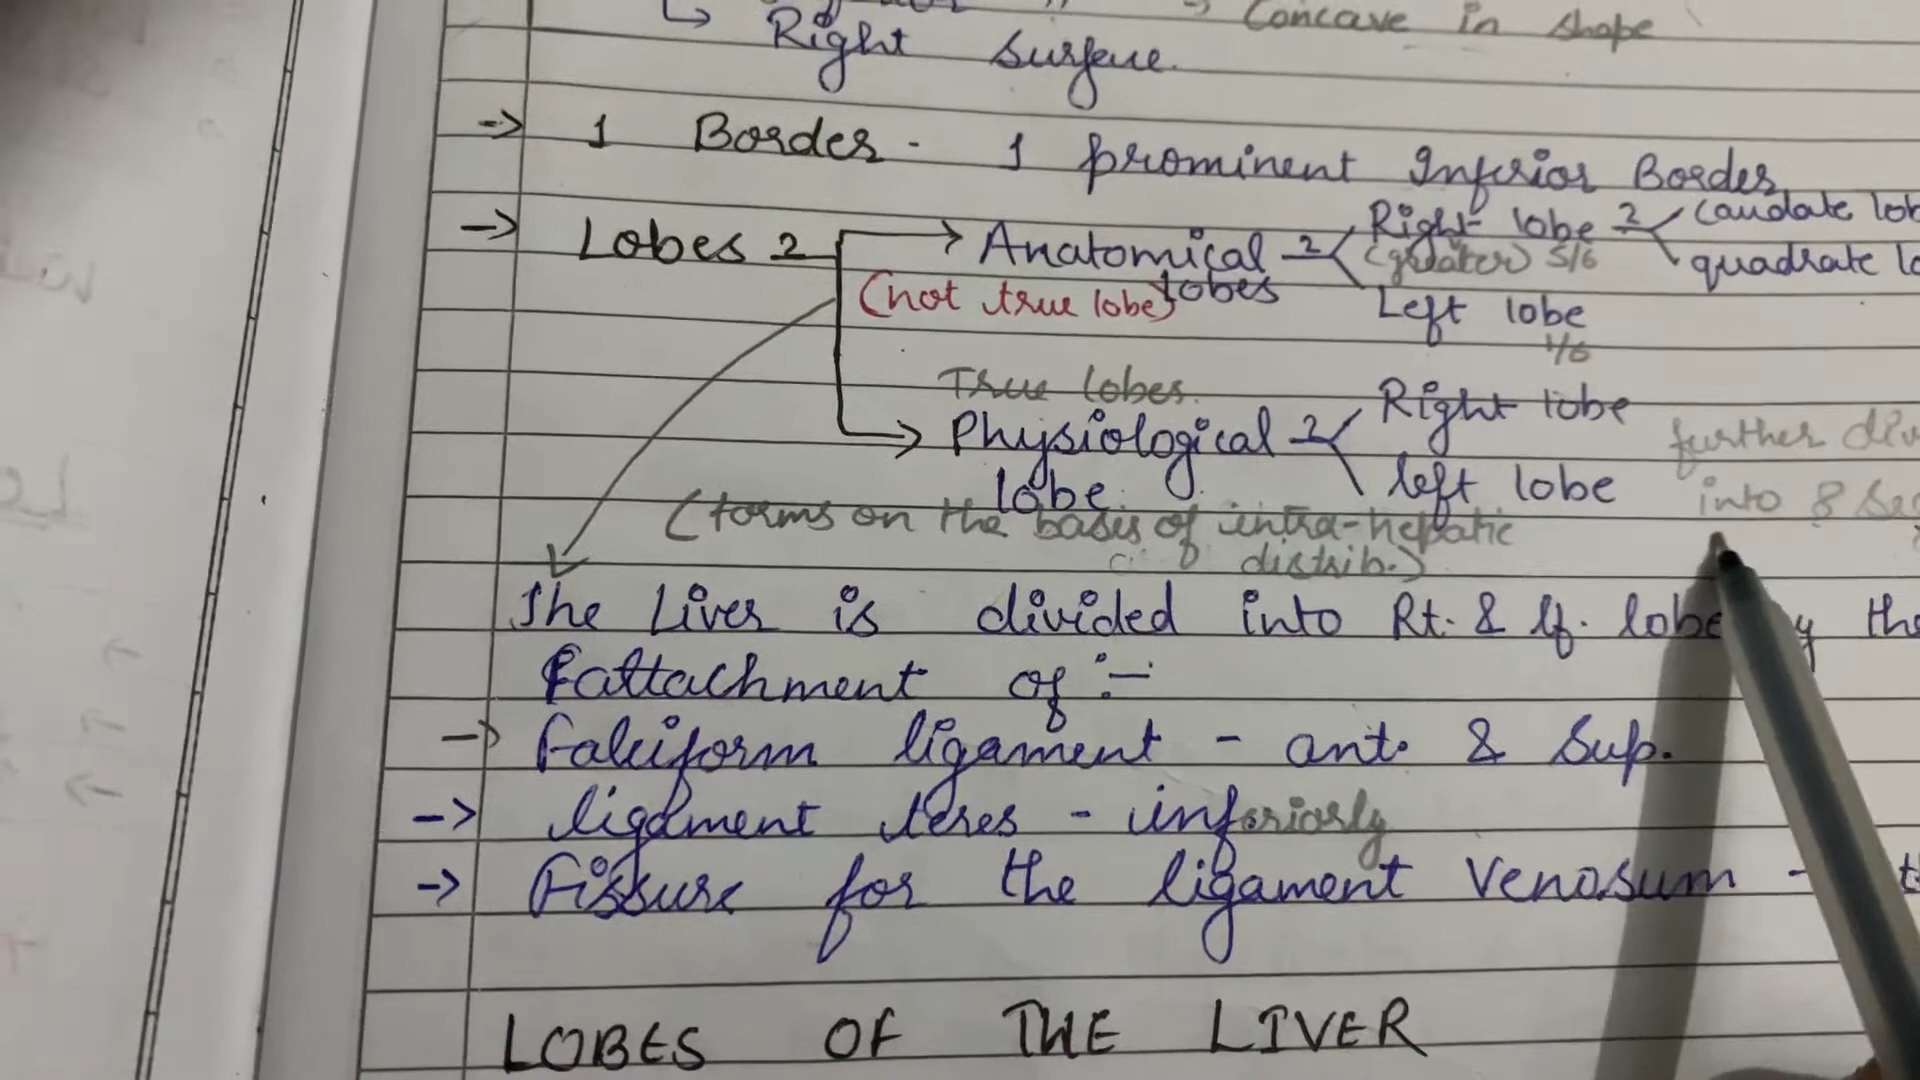 ↳ Right surface.
→ Concave in shape
→ 1 Border - 1 prominent Inferior Border
→ Lobes 2 → Anatomical lobes - 2 Right lobe - 2 caudate lob
(not true lobe) (greater) 5/6 quadrate lo
Left lobe
1/6
True lobes.
→ Physiological lobe. 2 Right lobe
left lobe
further div
into 8 Seg
(forms on the basis of intra-hepatic
distrib.)
The Liver is divided into Rt. & lf. lobe by the
attachment of :-
→ Falciform ligament - ant. & Sup.
→ ligament teres - inferiorly
→ Fissure for the ligament Venosum -
LOBES OF THE LIVER